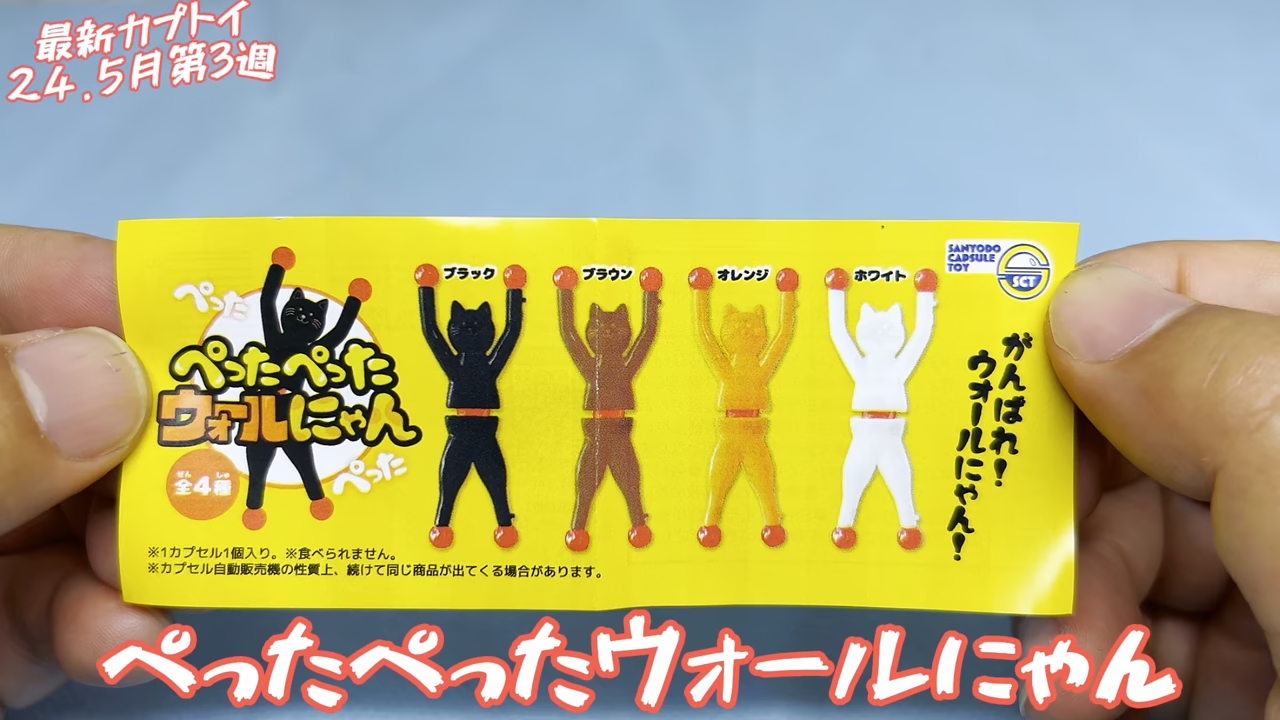 最新カプトイ
24.5月第3週
ぺった
ぺったぺった
ウォールにゃん
ぺった
ぜん しゅ
全4種
ブラック
ブラウン
オレンジ
ホワイト
SANYODO
CAPSULE
TOY
SCT
がんばれ!
ウォールにゃん!
※1カプセル1個入り。※食べられません。
※カプセル自動販売機の性質上、続けて同じ商品が出てくる場合があります。
ぺったぺったウォールにゃん